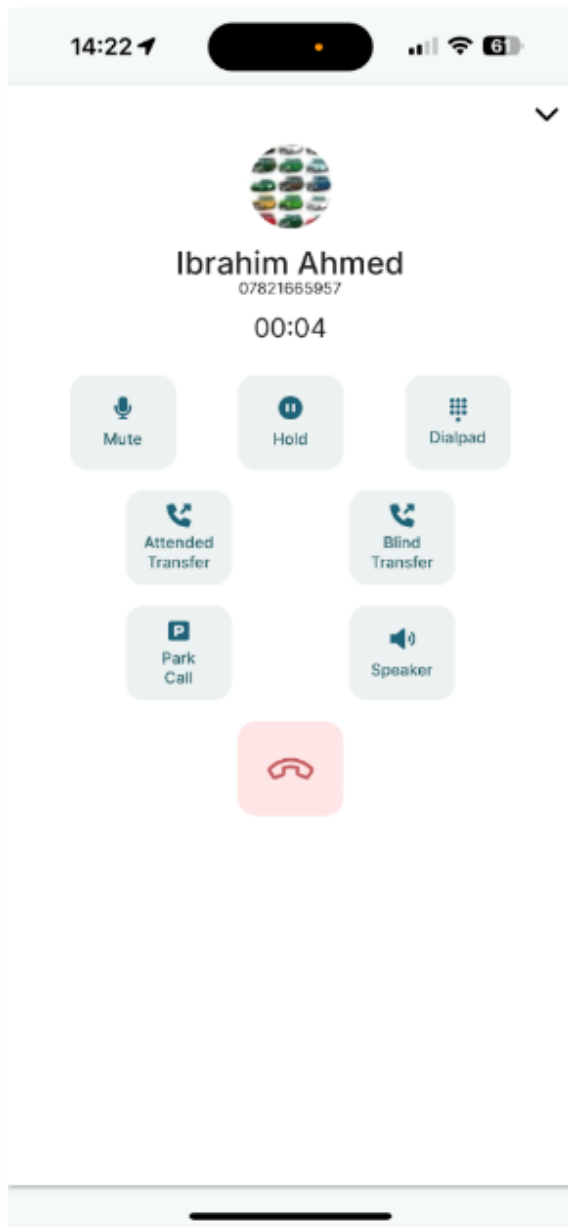 14:22
61
Ibrahim Ahmed
07821665957
00:04
Mute
Hold
Dialpad
Attended
Transfer
Blind
Transfer
P
Park
Call
Speaker